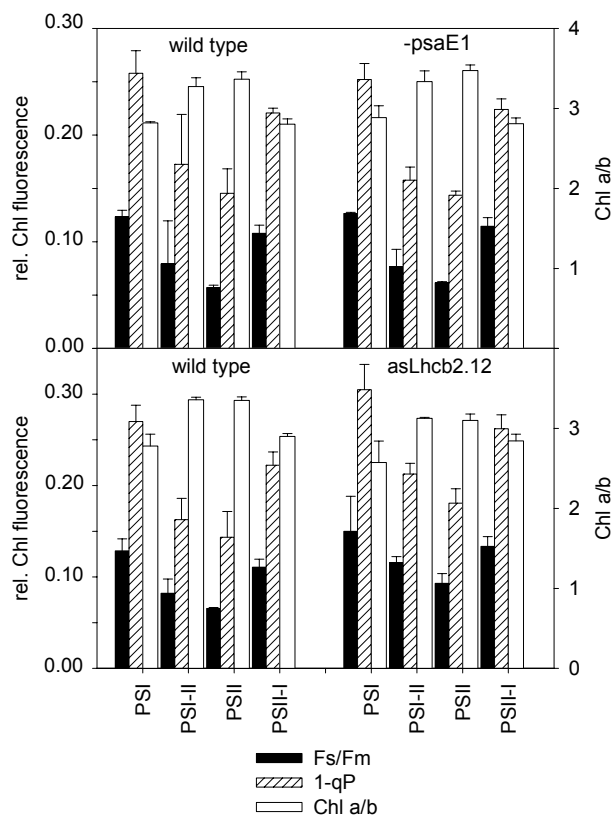 0.30
0.20
0.10
0.00
rel. Chl fluorescence
wild type
-psaE1
4
3
2
1
Chl a/b
0.30
0.20
0.10
0.00
rel. Chl fluorescence
wild type
asLhcb2.12
3
2
1
0
Chl a/b
PSI
PSI-II
PSII
PSII-I
PSI
PSI-II
PSII
PSII-I
Fs/Fm
1-qP
Chl a/b